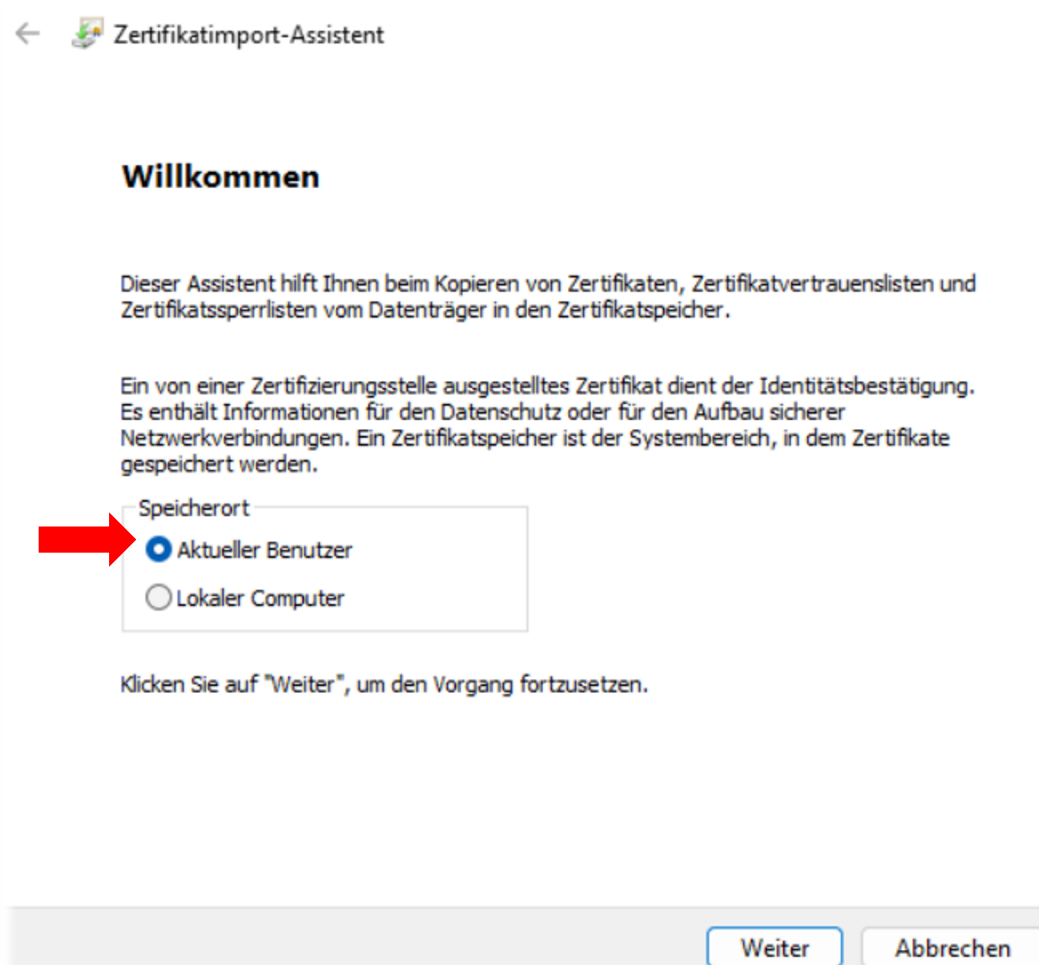 Zertifikatimport-Assistent
Willkommen
Dieser Assistent hilft Ihnen beim Kopieren von Zertifikaten, Zertifikatvertrauenslisten und
Zertifikatssperrlisten vom Datenträger in den Zertifikatspeicher.
Ein von einer Zertifizierungsstelle ausgestelltes Zertifikat dient der Identitätsbestätigung.
Es enthält Informationen für den Datenschutz oder für den Aufbau sicherer
Netzwerkverbindungen. Ein Zertifikatspeicher ist der Systembereich, in dem Zertifikate
gespeichert werden.
Speicherort
Aktueller Benutzer
Lokaler Computer
Klicken Sie auf "Weiter", um den Vorgang fortzusetzen.
Weiter Abbrechen